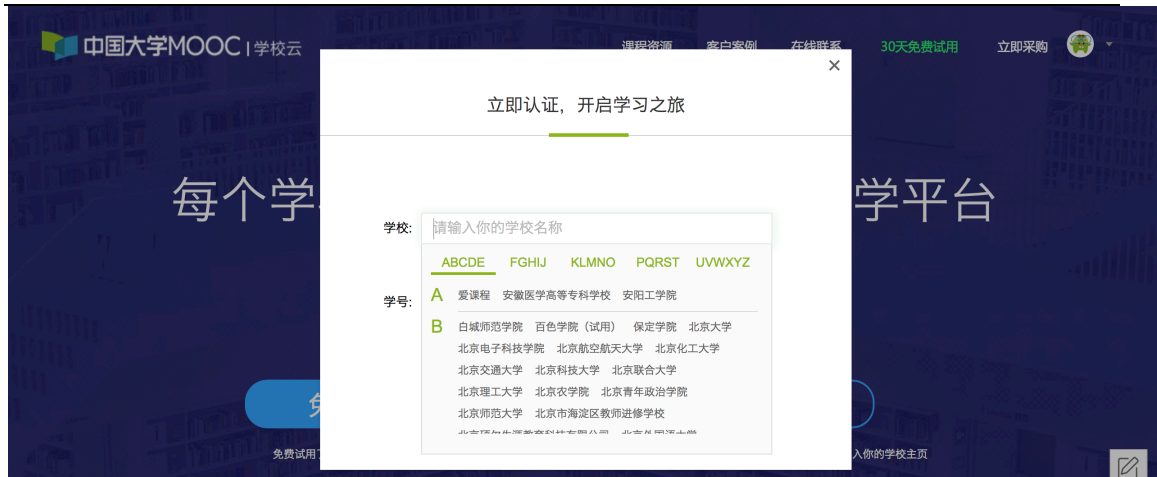 中国大学MOOC | 学校云
课程资源 客户案例 在线联系 30天免费试用 立即采购
×
立即认证，开启学习之旅
每个学 学平台
学校: 请输入你的学校名称
ABCDE FGHIJ KLMNO PQRST UVWXYZ
学号:
A 爱课程 安徽医学高等专科学校 安阳工学院
B 白城师范学院 百色学院（试用） 保定学院 北京大学
北京电子科技学院 北京航空航天大学 北京化工大学
北京交通大学 北京科技大学 北京联合大学
北京理工大学 北京农学院 北京青年政治学院
北京师范大学 北京市海淀区教师进修学校
北京外国语大学
免费试用 入你的学校主页